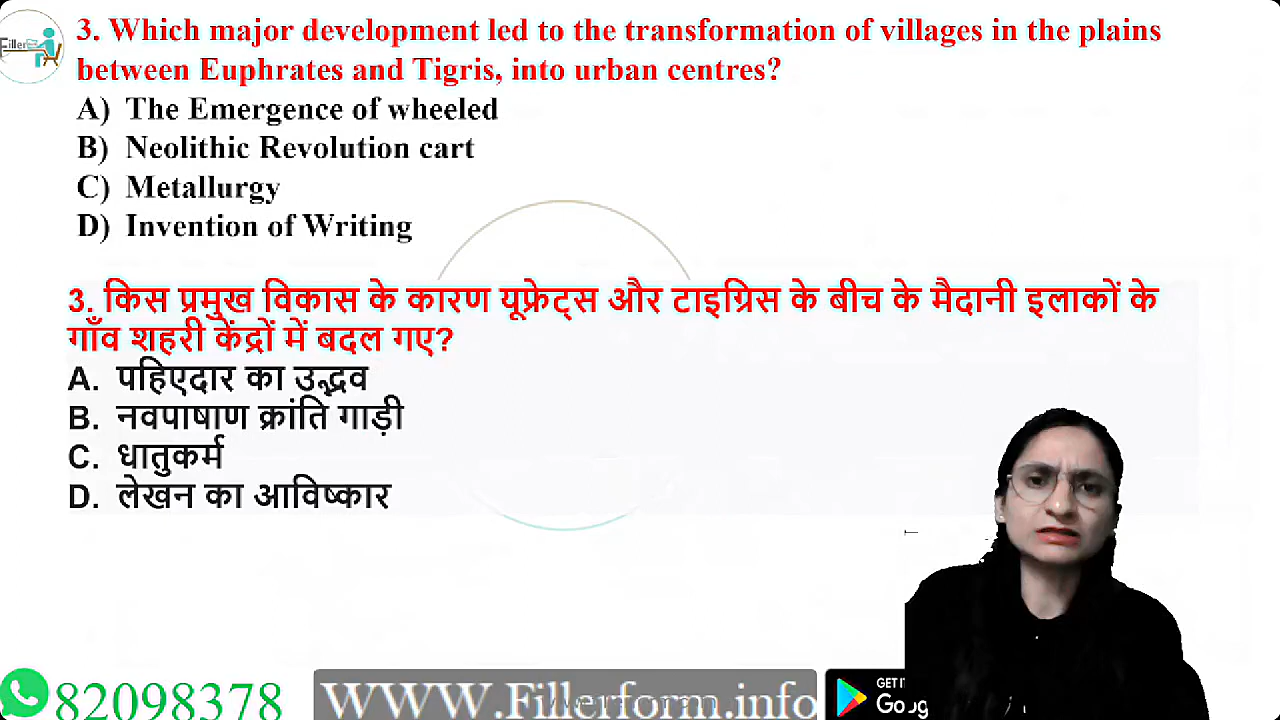 Filler
3. Which major development led to the transformation of villages in the plains
between Euphrates and Tigris, into urban centres?
A) The Emergence of wheeled
B) Neolithic Revolution cart
C) Metallurgy
D) Invention of Writing
3. किस प्रमुख विकास के कारण यूफ्रेट्स और टाइग्रिस के बीच के मैदानी इलाकों के
गाँव शहरी केंद्रों में बदल गए?
A. पहिएदार का उद्भव
B. नवपाषाण क्रांति गाड़ी
C. धातुकर्म
D. लेखन का आविष्कार
82098378
WWW.Fillerform.info
GET I
Goog